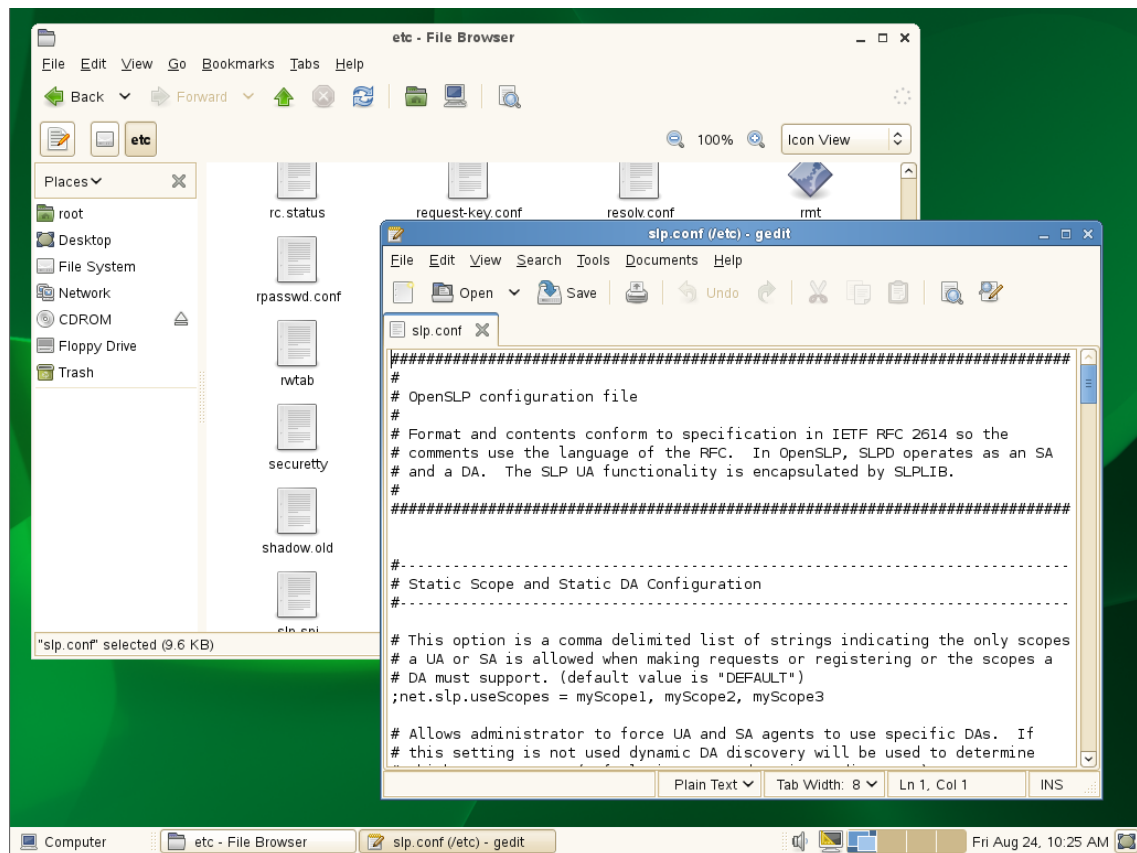 etc - File Browser
File Edit View Go Bookmarks Tabs Help
Back Forward
etc 100% Icon View
Places
root
Desktop
File System
Network
CDROM
Floppy Drive
Trash
rc.status request-key.conf resolv.conf rmt
rpasswd.conf
rwtab
securetty
shadow.old
slp.spi
"slp.conf" selected (9.6 KB)
slp.conf (/etc) - gedit
File Edit View Search Tools Documents Help
Open Save Undo
slp.conf
#############################################################################
#
# OpenSLP configuration file
#
# Format and contents conform to specification in IETF RFC 2614 so the
# comments use the language of the RFC.  In OpenSLP, SLPD operates as an SA
# and a DA.  The SLP UA functionality is encapsulated by SLPLIB.
#
#############################################################################
#----------------------------------------------------------------------------
# Static Scope and Static DA Configuration
#----------------------------------------------------------------------------
# This option is a comma delimited list of strings indicating the only scopes
# a UA or SA is allowed when making requests or registering or the scopes a
# DA must support. (default value is "DEFAULT")
;net.slp.useScopes = myScope1, myScope2, myScope3
# Allows administrator to force UA and SA agents to use specific DAs.  If
# this setting is not used dynamic DA discovery will be used to determine
Plain Text Tab Width: 8 Ln 1, Col 1 INS
Computer etc - File Browser slp.conf (/etc) - gedit Fri Aug 24, 10:25 AM